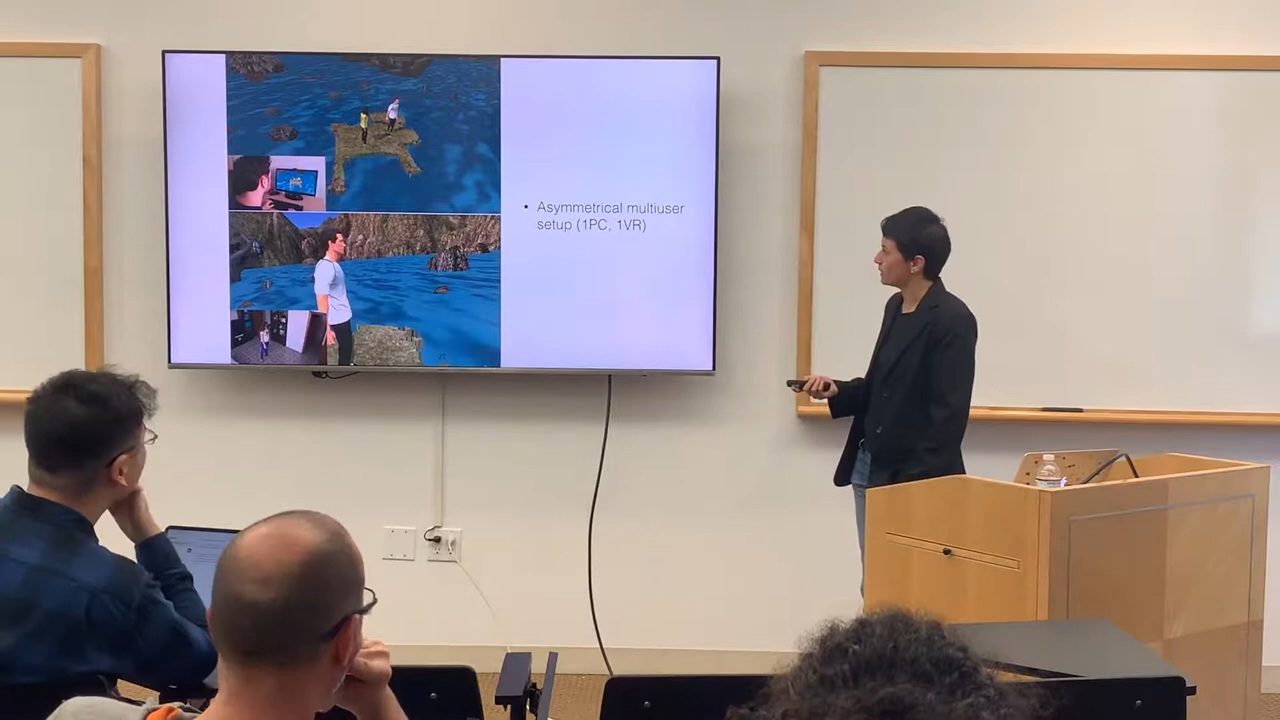 • Asymmetrical multiuser
setup (1PC, 1VR)